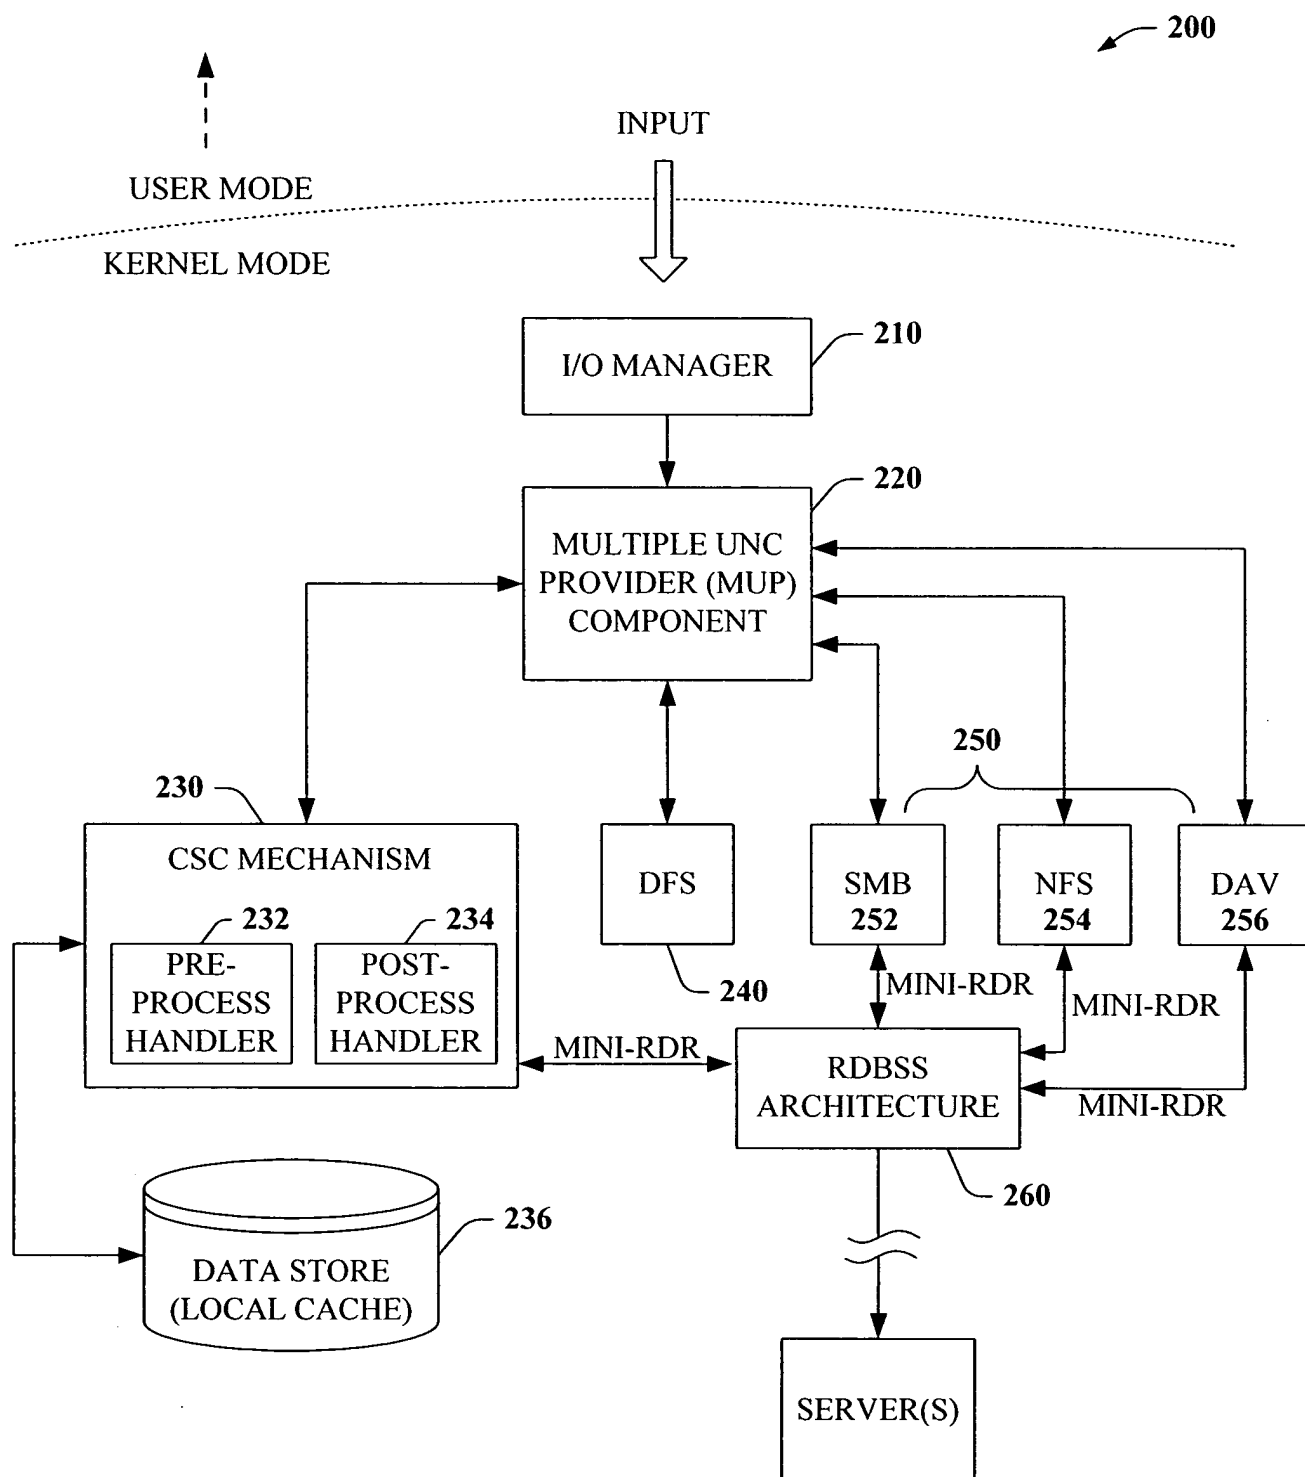 200
INPUT
USER MODE
KERNEL MODE
210
I/O MANAGER
220
MULTIPLE UNC
PROVIDER (MUP)
COMPONENT
250
230
CSC MECHANISM
DFS
SMB
252
NFS
254
DAV
256
232
234
PRE-
PROCESS
HANDLER
POST-
PROCESS
HANDLER
240
MINI-RDR
MINI-RDR
MINI-RDR
MINI-RDR
RDBSS
ARCHITECTURE
260
236
DATA STORE
(LOCAL CACHE)
SERVER(S)